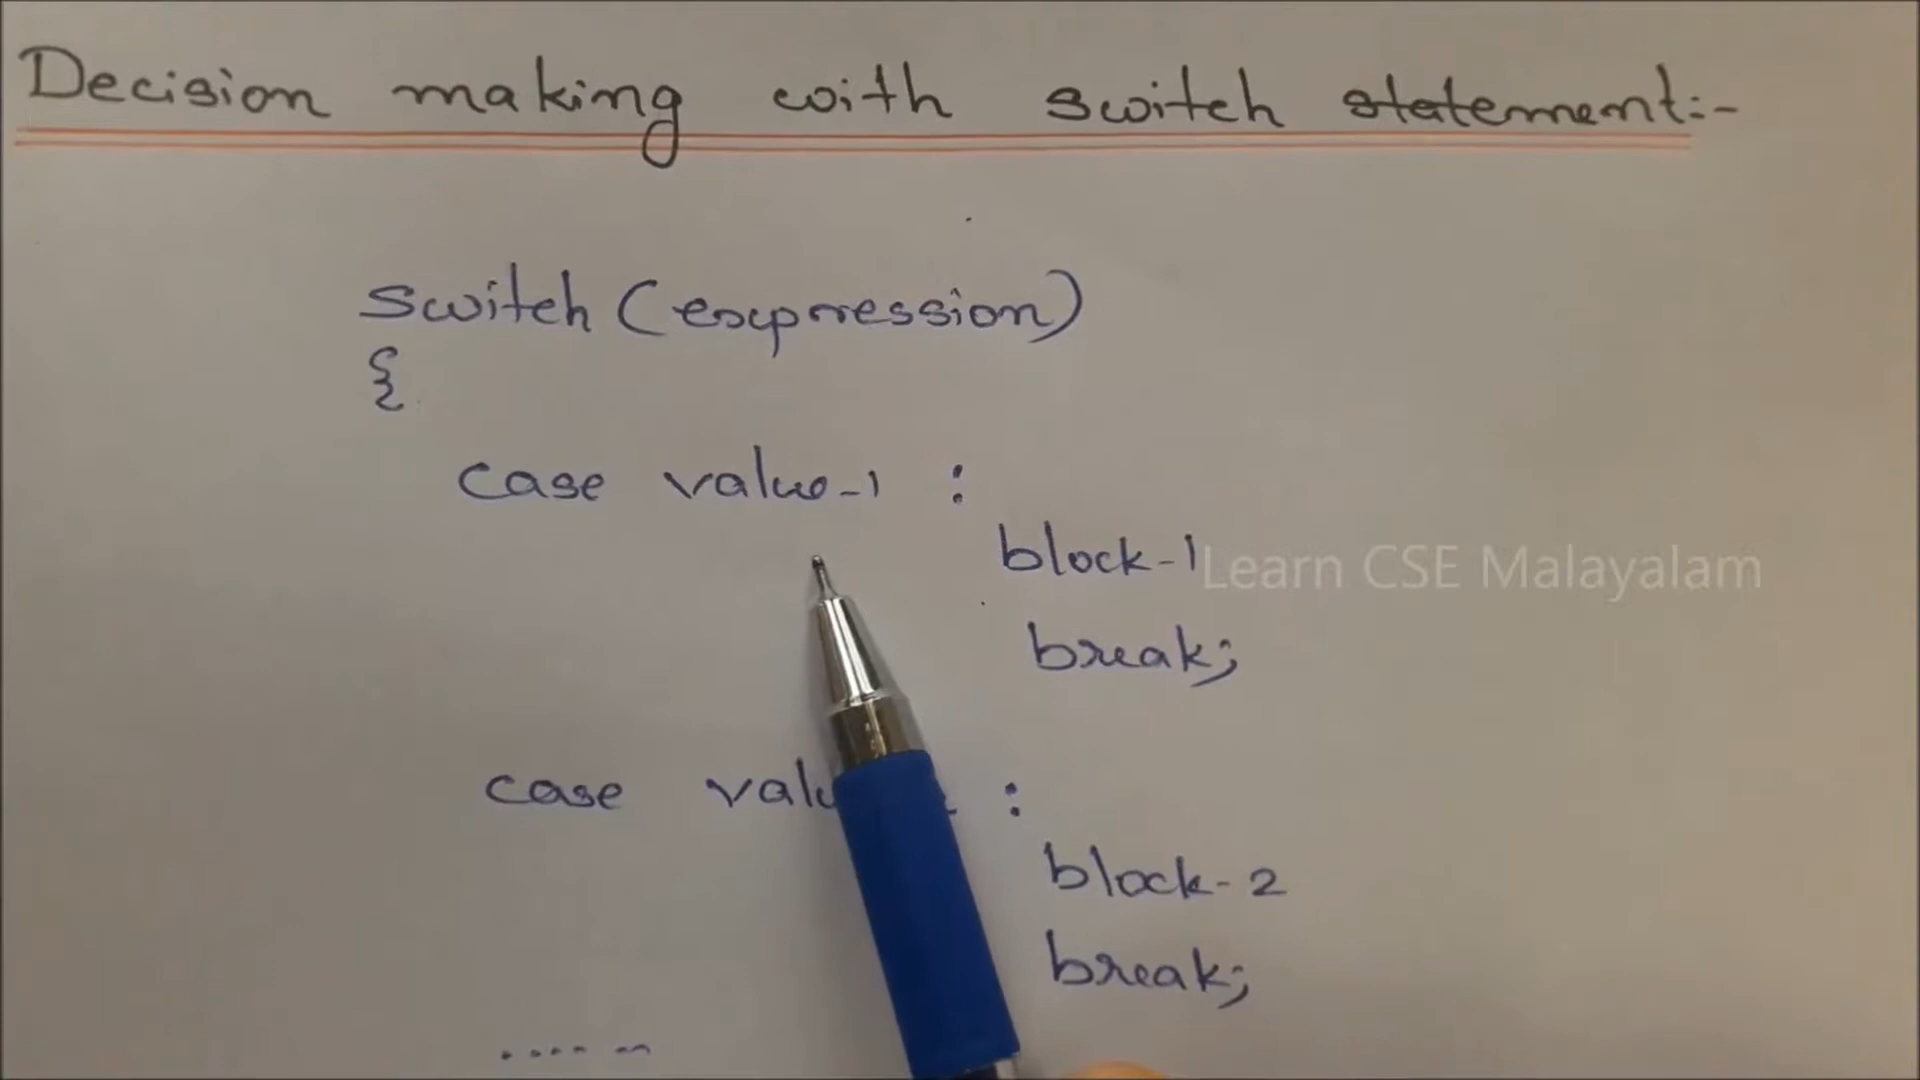 Decision making with switch statement:-
switch (expression)
{
case value-1 :
block-1
Learn CSE Malayalam
break;
case :
block-2
break;
..... --